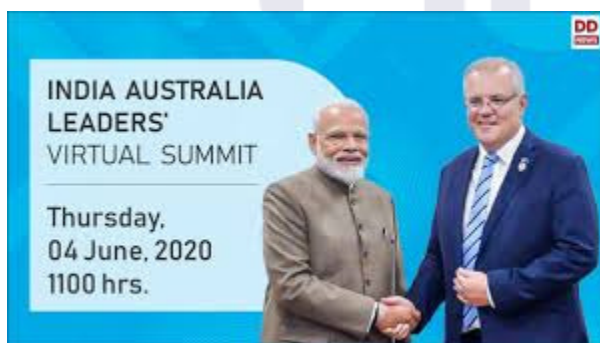 DD
NEWS
INDIA AUSTRALIA
LEADERS'
VIRTUAL SUMMIT
Thursday,
04 June, 2020
1100 hrs.